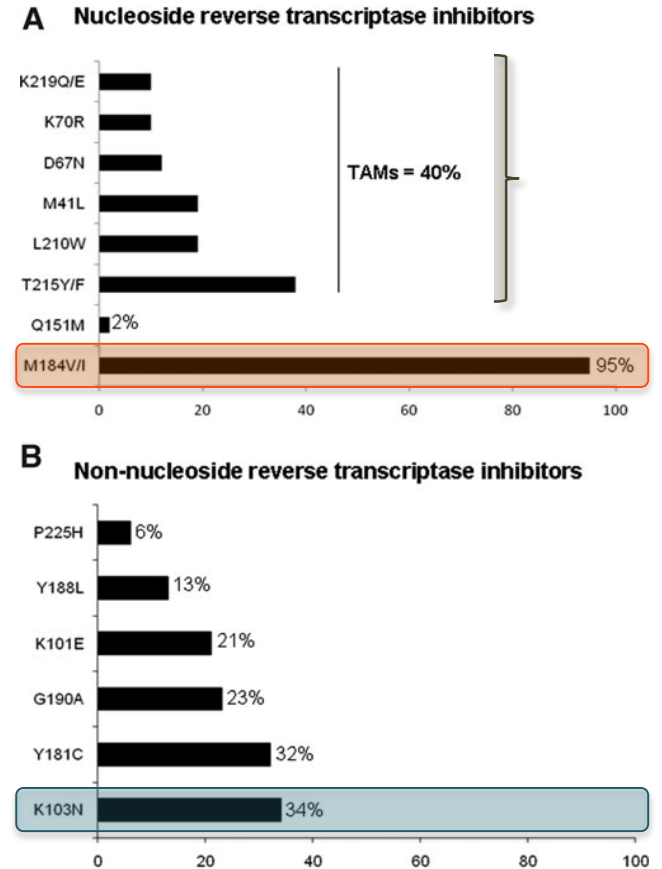 A Nucleoside reverse transcriptase inhibitors
K219Q/E
K70R
D67N
M41L
TAMs = 40%
L210W
T215Y/F
Q151M 2%
M184V/I 95%
0 20 40 60 80 100
B Non-nucleoside reverse transcriptase inhibitors
P225H 6%
Y188L 13%
K101E 21%
G190A 23%
Y181C 32%
K103N 34%
0 20 40 60 80 100